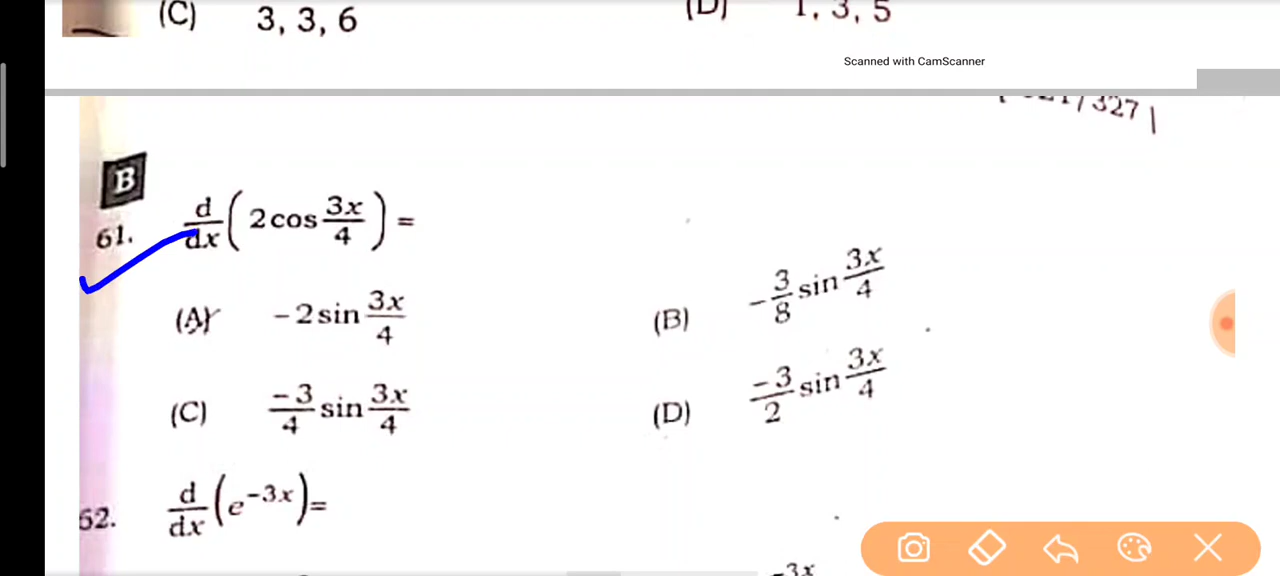 (C) 3, 3, 6 (D) 1, 3, 5
Scanned with CamScanner
327 |
B
61. d/dx (2 cos 3x/4) =
(A) -2 sin 3x/4 (B) -3/8 sin 3x/4
(C) -3/4 sin 3x/4 (D) -3/2 sin 3x/4
62. d/dx (e^-3x) =
-3x